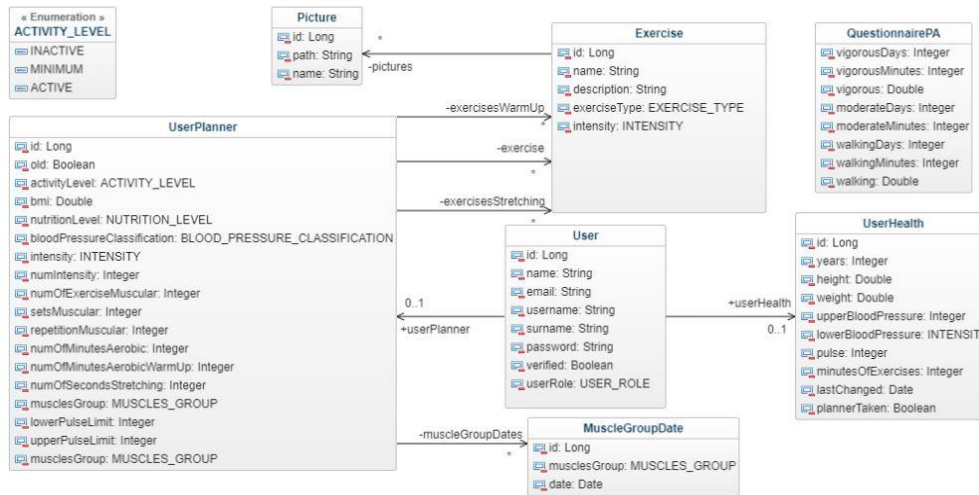 « Enumeration »
ACTIVITY_LEVEL
INACTIVE
MINIMUM
ACTIVE
Picture
id: Long
path: String
name: String
*
-pictures
Exercise
id: Long
name: String
description: String
exerciseType: EXERCISE_TYPE
intensity: INTENSITY
QuestionnairePA
vigorousDays: Integer
vigorousMinutes: Integer
vigorous: Double
moderateDays: Integer
moderateMinutes: Integer
walkingDays: Integer
walkingMinutes: Integer
walking: Double
UserPlanner
id: Long
old: Boolean
activityLevel: ACTIVITY_LEVEL
bmi: Double
nutritionLevel: NUTRITION_LEVEL
bloodPressureClassification: BLOOD_PRESSURE_CLASSIFICATION
intensity: INTENSITY
numIntensity: Integer
numOfExerciseMuscular: Integer
setsMuscular: Integer
repetitionMuscular: Integer
numOfMinutesAerobic: Integer
numOfMinutesAerobicWarmUp: Integer
numOfSecondsStretching: Integer
musclesGroup: MUSCLES_GROUP
lowerPulseLimit: Integer
upperPulseLimit: Integer
musclesGroup: MUSCLES_GROUP
-exercisesWarmUp
*
-exercise
*
-exercisesStretching
*
User
id: Long
name: String
email: String
username: String
surname: String
password: String
verified: Boolean
userRole: USER_ROLE
0..1
+userPlanner
+userHealth
0..1
UserHealth
id: Long
years: Integer
height: Double
weight: Double
upperBloodPressure: Integer
lowerBloodPressure: INTENSIT
pulse: Integer
minutesOfExercises: Integer
lastChanged: Date
plannerTaken: Boolean
-muscleGroupDates
*
MuscleGroupDate
id: Long
musclesGroup: MUSCLES_GROUP
date: Date